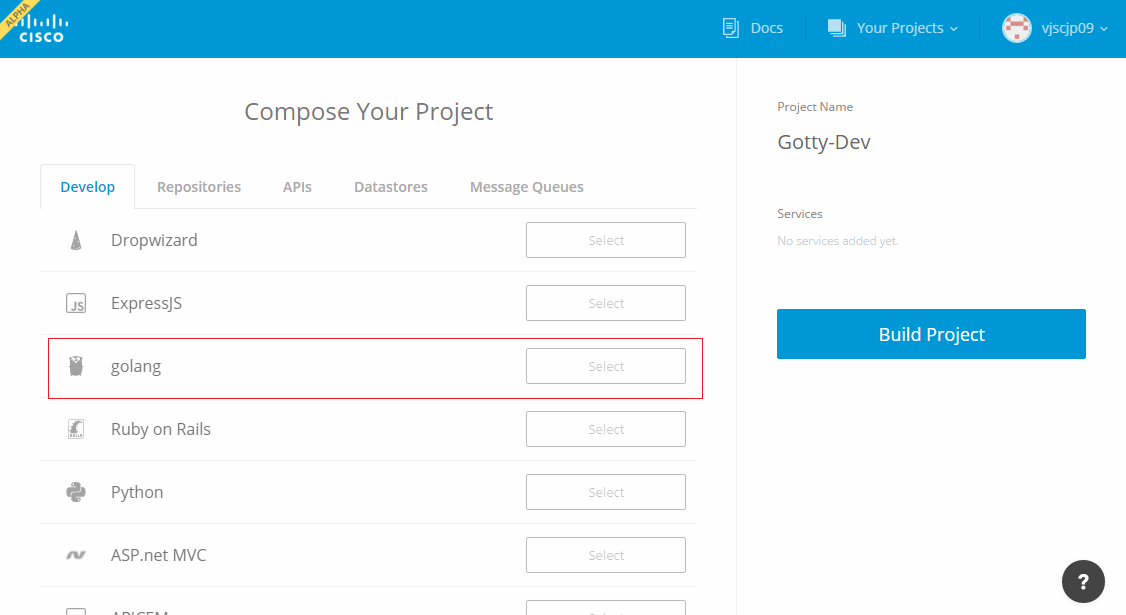 ALPHA
CISCO
Docs
Your Projects
vjscjp09
Compose Your Project
Develop
Repositories
APIs
Datastores
Message Queues
Dropwizard
Select
JS
ExpressJS
Select
golang
Select
Ruby on Rails
Select
Python
Select
ASP.net MVC
Select
Project Name
Gotty-Dev
Services
No services added yet.
Build Project
?